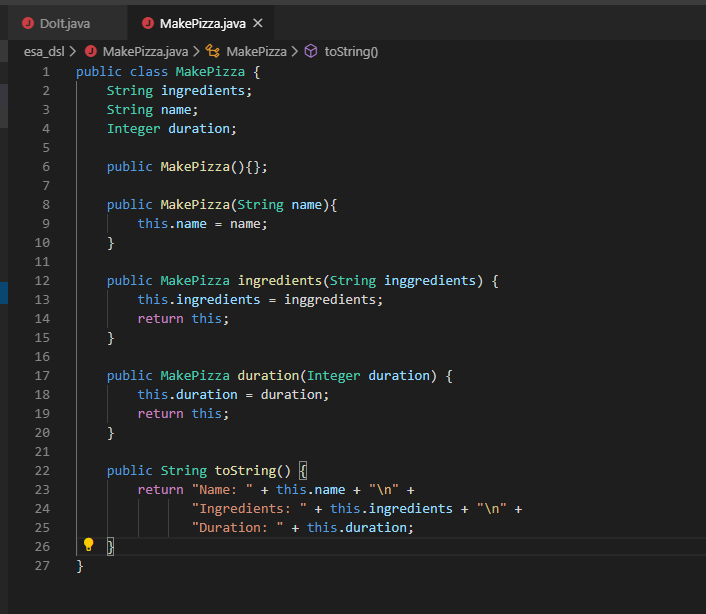 DoIt.java MakePizza.java
esa_dsl > MakePizza.java > MakePizza > toString()
1 public class MakePizza {
2 String ingredients;
3 String name;
4 Integer duration;
5
6 public MakePizza(){};
7
8 public MakePizza(String name){
9 this.name = name;
10 }
11
12 public MakePizza ingredients(String inggredients) {
13 this.ingredients = inggredients;
14 return this;
15 }
16
17 public MakePizza duration(Integer duration) {
18 this.duration = duration;
19 return this;
20 }
21
22 public String toString() {
23 return "Name: " + this.name + "\n" +
24 "Ingredients: " + this.ingredients + "\n" +
25 "Duration: " + this.duration;
26 }
27 }